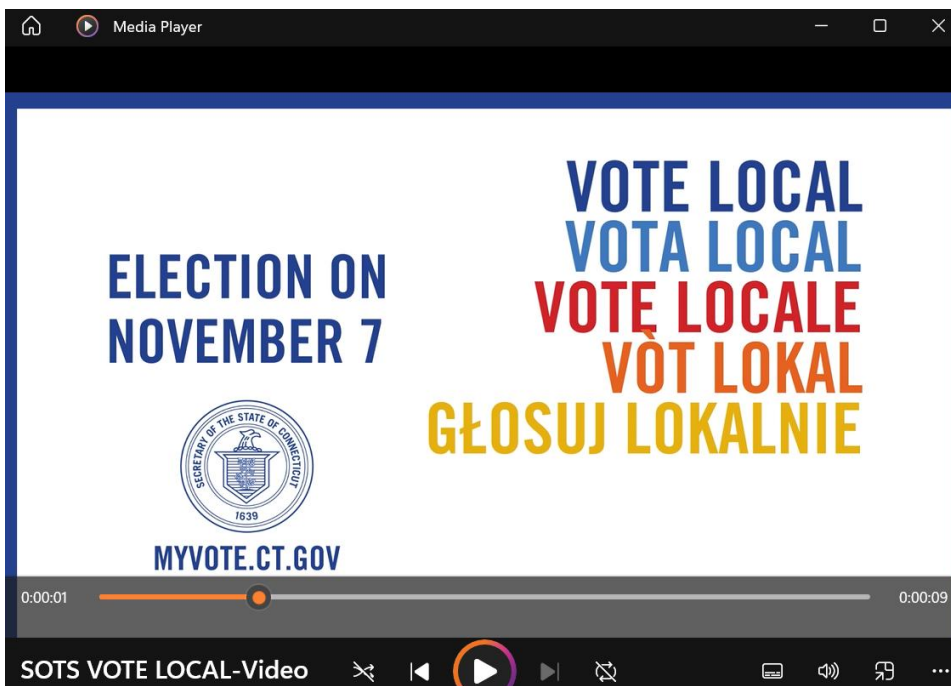 Media Player
ELECTION ON
NOVEMBER 7
SECRETARY OF THE STATE OF CONNECTICUT
1639
MYVOTE.CT.GOV
VOTE LOCAL
VOTA LOCAL
VOTE LOCALE
VÒT LOKAL
GŁOSUJ LOKALNIE
0:00:01
0:00:09
SOTS VOTE LOCAL-Video